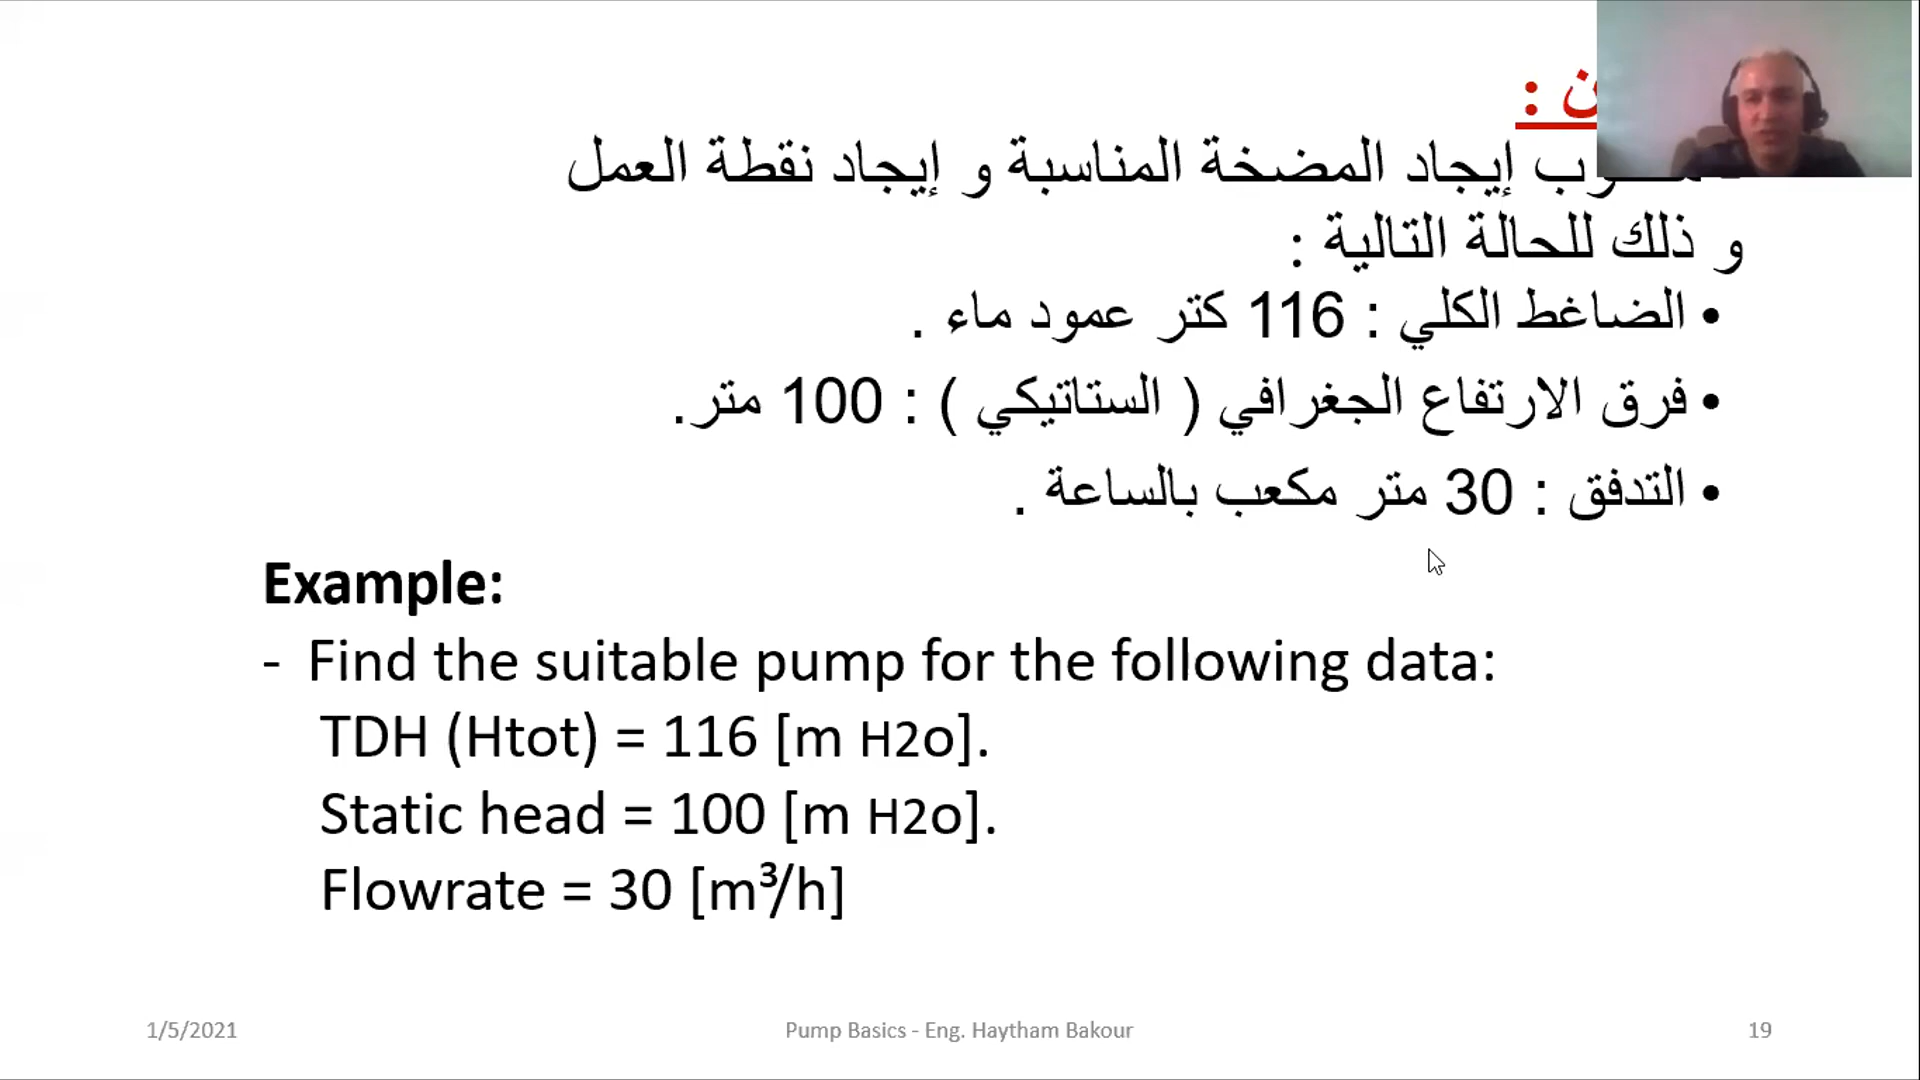 ن :
إيجاد المضخة المناسبة و إيجاد نقطة العمل
و ذلك للحالة التالية :
• الضاغط الكلي : 116 كتر عمود ماء .
• فرق الارتفاع الجغرافي ( الستاتيكي ) : 100 متر.
• التدفق : 30 متر مكعب بالساعة .
Example:
- Find the suitable pump for the following data:
TDH (Htot) = 116 [m H2o].
Static head = 100 [m H2o].
Flowrate = 30 [m³/h]
1/5/2021
Pump Basics - Eng. Haytham Bakour
19